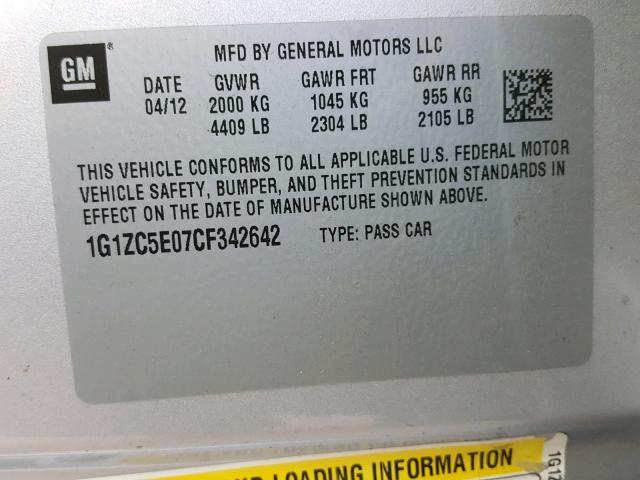 GM
MFD BY GENERAL MOTORS LLC
DATE GVWR GAWR FRT GAWR RR
04/12 2000 KG 1045 KG 955 KG
4409 LB 2304 LB 2105 LB
THIS VEHICLE CONFORMS TO ALL APPLICABLE U.S. FEDERAL MOTOR
VEHICLE SAFETY, BUMPER, AND THEFT PREVENTION STANDARDS IN
EFFECT ON THE DATE OF MANUFACTURE SHOWN ABOVE.
1G1ZC5E07CF342642 TYPE: PASS CAR
LOADING INFORMATION
1G1Z